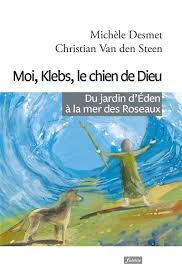 Michèle Desmet
Christian Van den Steen
Moi, Klebs, le chien de Dieu
Du jardin d'Éden
à la mer des Roseaux
fidélité